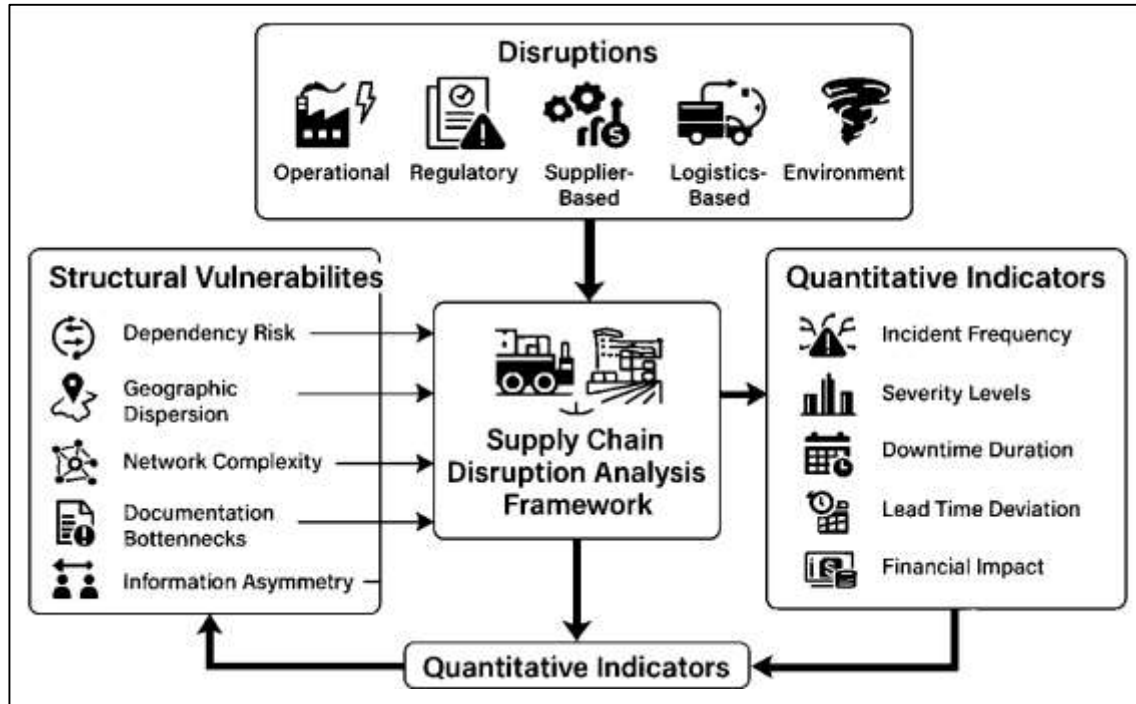 Disruptions
Operational
Regulatory
Supplier-
Based
Logistics-
Based
Environment
Structural Vulnerabilites
Dependency Risk
Geographic
Dispersion
Network Complexity
Documentation
Bottennecks
Information Asymmetry
Supply Chain
Disruption Analysis
Framework
Quantitative Indicators
Incident Frequency
Severity Levels
Downtime Duration
Lead Time Deviation
Financial Impact
Quantitative Indicators